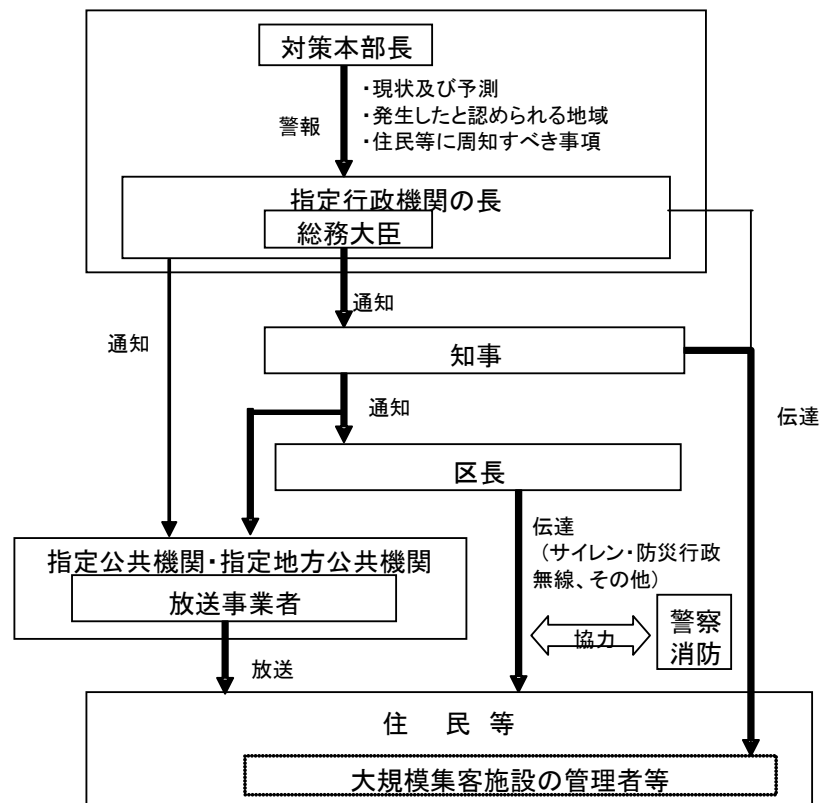 対策本部長
・現状及び予測
・発生したと認められる地域
・住民等に周知すべき事項
警報
指定行政機関の長
総務大臣
通知
通知
知事
通知
伝達
区長
伝達
（サイレン・防災行政
無線、その他）
指定公共機関・指定地方公共機関
放送事業者
協力
警察
消防
放送
住　民 等
大規模集客施設の管理者等